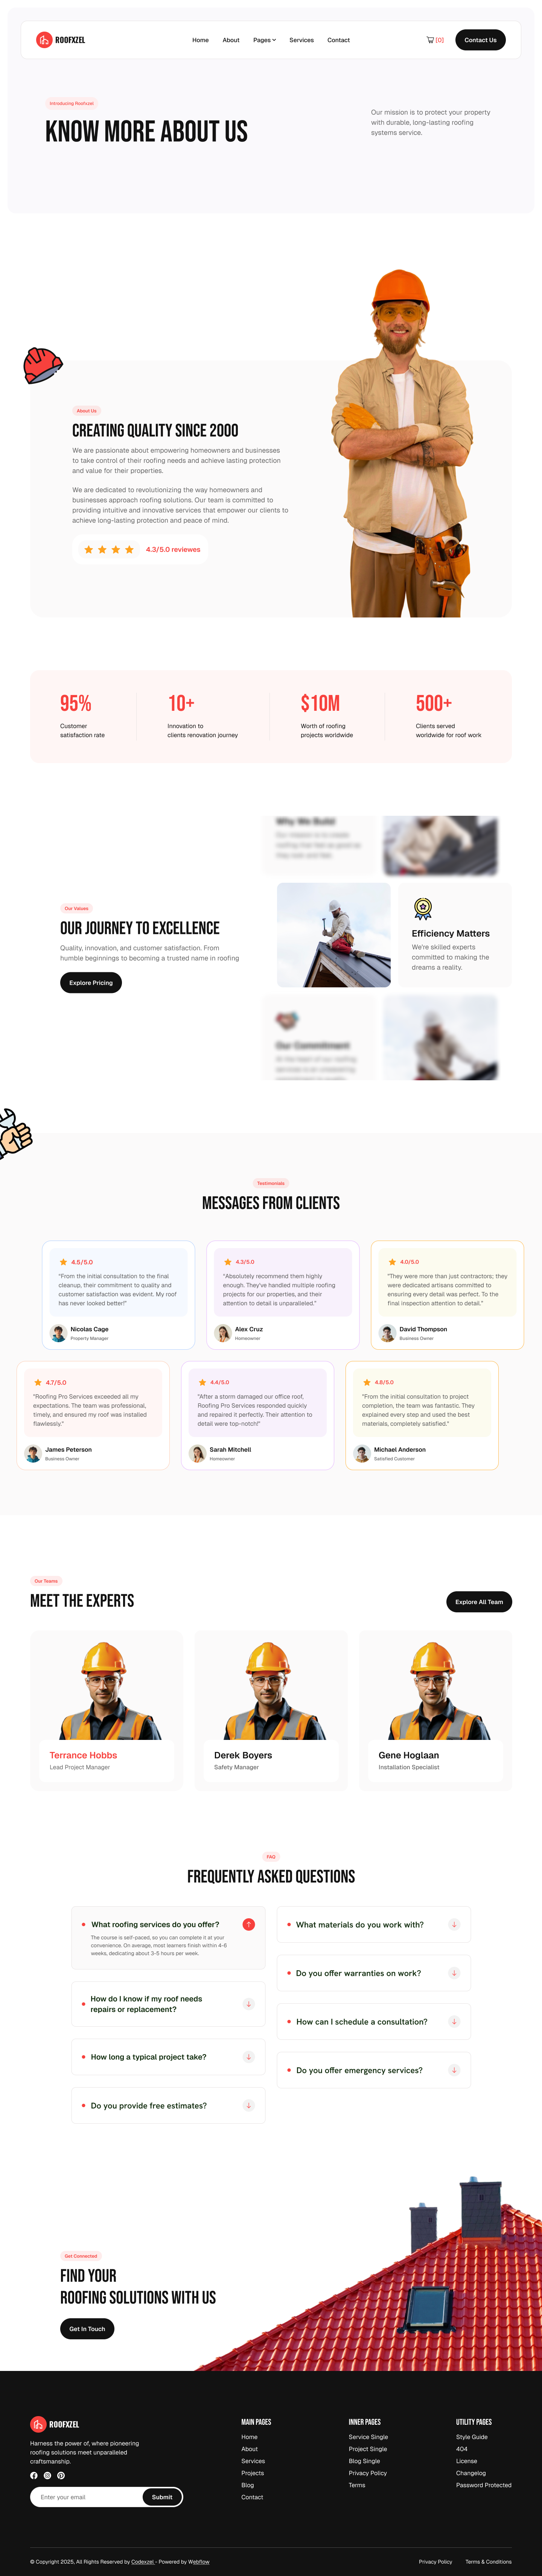 ROOFXZEL
Home
About
Pages
Services
Contact
[0]
Contact Us
Introducing Roofxzel
KNOW MORE ABOUT US
Our mission is to protect your property
with durable, long-lasting roofing
systems service.
About Us
CREATING QUALITY SINCE 2000
We are passionate about empowering homeowners and businesses
to take control of their roofing needs and achieve lasting protection
and value for their properties.
We are dedicated to revolutionizing the way homeowners and
businesses approach roofing solutions. Our team is committed to
providing intuitive and innovative services that empower our clients to
achieve long-lasting protection and peace of mind.
4.3/5.0 reviewes
95%
Customer
satisfaction rate
10+
Innovation to
clients renovation journey
$10M
Worth of roofing
projects worldwide
500+
Clients served
worldwide for roof work
Why We Build
Our Values
OUR JOURNEY TO EXCELLENCE
Quality, innovation, and customer satisfaction. From
humble beginnings to becoming a trusted name in roofing
Explore Pricing
Efficiency Matters
We're skilled experts
committed to making the
dreams a reality.
Our Commitment
Testimonials
MESSAGES FROM CLIENTS
4.5/5.0
"From the initial consultation to the final
cleanup, their commitment to quality and
customer satisfaction was evident. My roof
has never looked better!"
Nicolas Cage
Property Manager
4.3/5.0
"Absolutely recommend them highly
enough. They've handled multiple roofing
projects for our properties, and their
attention to detail is unparalleled."
Alex Cruz
Homeowner
4.0/5.0
"They were more than just contractors; they
were dedicated artisans committed to
ensuring every detail was perfect. To the
final inspection attention to detail."
David Thompson
Business Owner
4.7/5.0
"Roofing Pro Services exceeded all my
expectations. The team was professional,
timely, and ensured my roof was installed
flawlessly."
James Peterson
Business Owner
4.4/5.0
"After a storm damaged our office roof,
Roofing Pro Services responded quickly
and repaired it perfectly. Their attention to
detail were top-notch!"
Sarah Mitchell
Homeowner
4.8/5.0
"From the initial consultation to project
completion, the team was fantastic. They
explained every step and used the best
materials, completely satisfied."
Michael Anderson
Satisfied Customer
Our Teams
MEET THE EXPERTS
Explore All Team
Terrance Hobbs
Lead Project Manager
Derek Boyers
Safety Manager
Gene Hoglaan
Installation Specialist
FAQ
FREQUENTLY ASKED QUESTIONS
What roofing services do you offer?
The course is self-paced, so you can complete it at your
convenience. On average, most learners finish within 4-6
weeks, dedicating about 3-5 hours per week.
How do I know if my roof needs
repairs or replacement?
How long a typical project take?
Do you provide free estimates?
What materials do you work with?
Do you offer warranties on work?
How can I schedule a consultation?
Do you offer emergency services?
Get Connected
FIND YOUR
ROOFING SOLUTIONS WITH US
Get In Touch
ROOFXZEL
Harness the power of, where pioneering
roofing solutions meet unparalleled
craftsmanship.
Enter your email
Submit
MAIN PAGES
Home
About
Services
Projects
Blog
Contact
INNER PAGES
Service Single
Project Single
Blog Single
Privacy Policy
Terms
UTILITY PAGES
Style Guide
404
License
Changelog
Password Protected
© Copyright 2025, All Rights Reserved by Codexzel - Powered by Webflow
Privacy Policy
Terms & Conditions